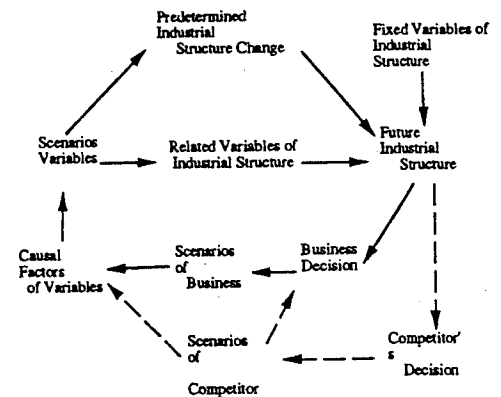 Predetermined
Industrial
Structure Change
Fixed Variables of
Industrial
Structure
Scenarios
Variables
Related Variables of
Industrial Structure
Future
Industrial
Structure
Causal
Factors
of Variables
Scenarios
of
Business
Business
Decision
Scenarios
of
Competitor
Competitor'
s
Decision